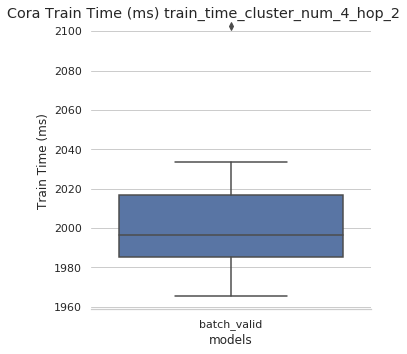 Cora Train Time (ms) train_time_cluster_num_4_hop_2
2100
2080
2060
2040
2020
2000
1980
1960
Train Time (ms)
batch_valid
models